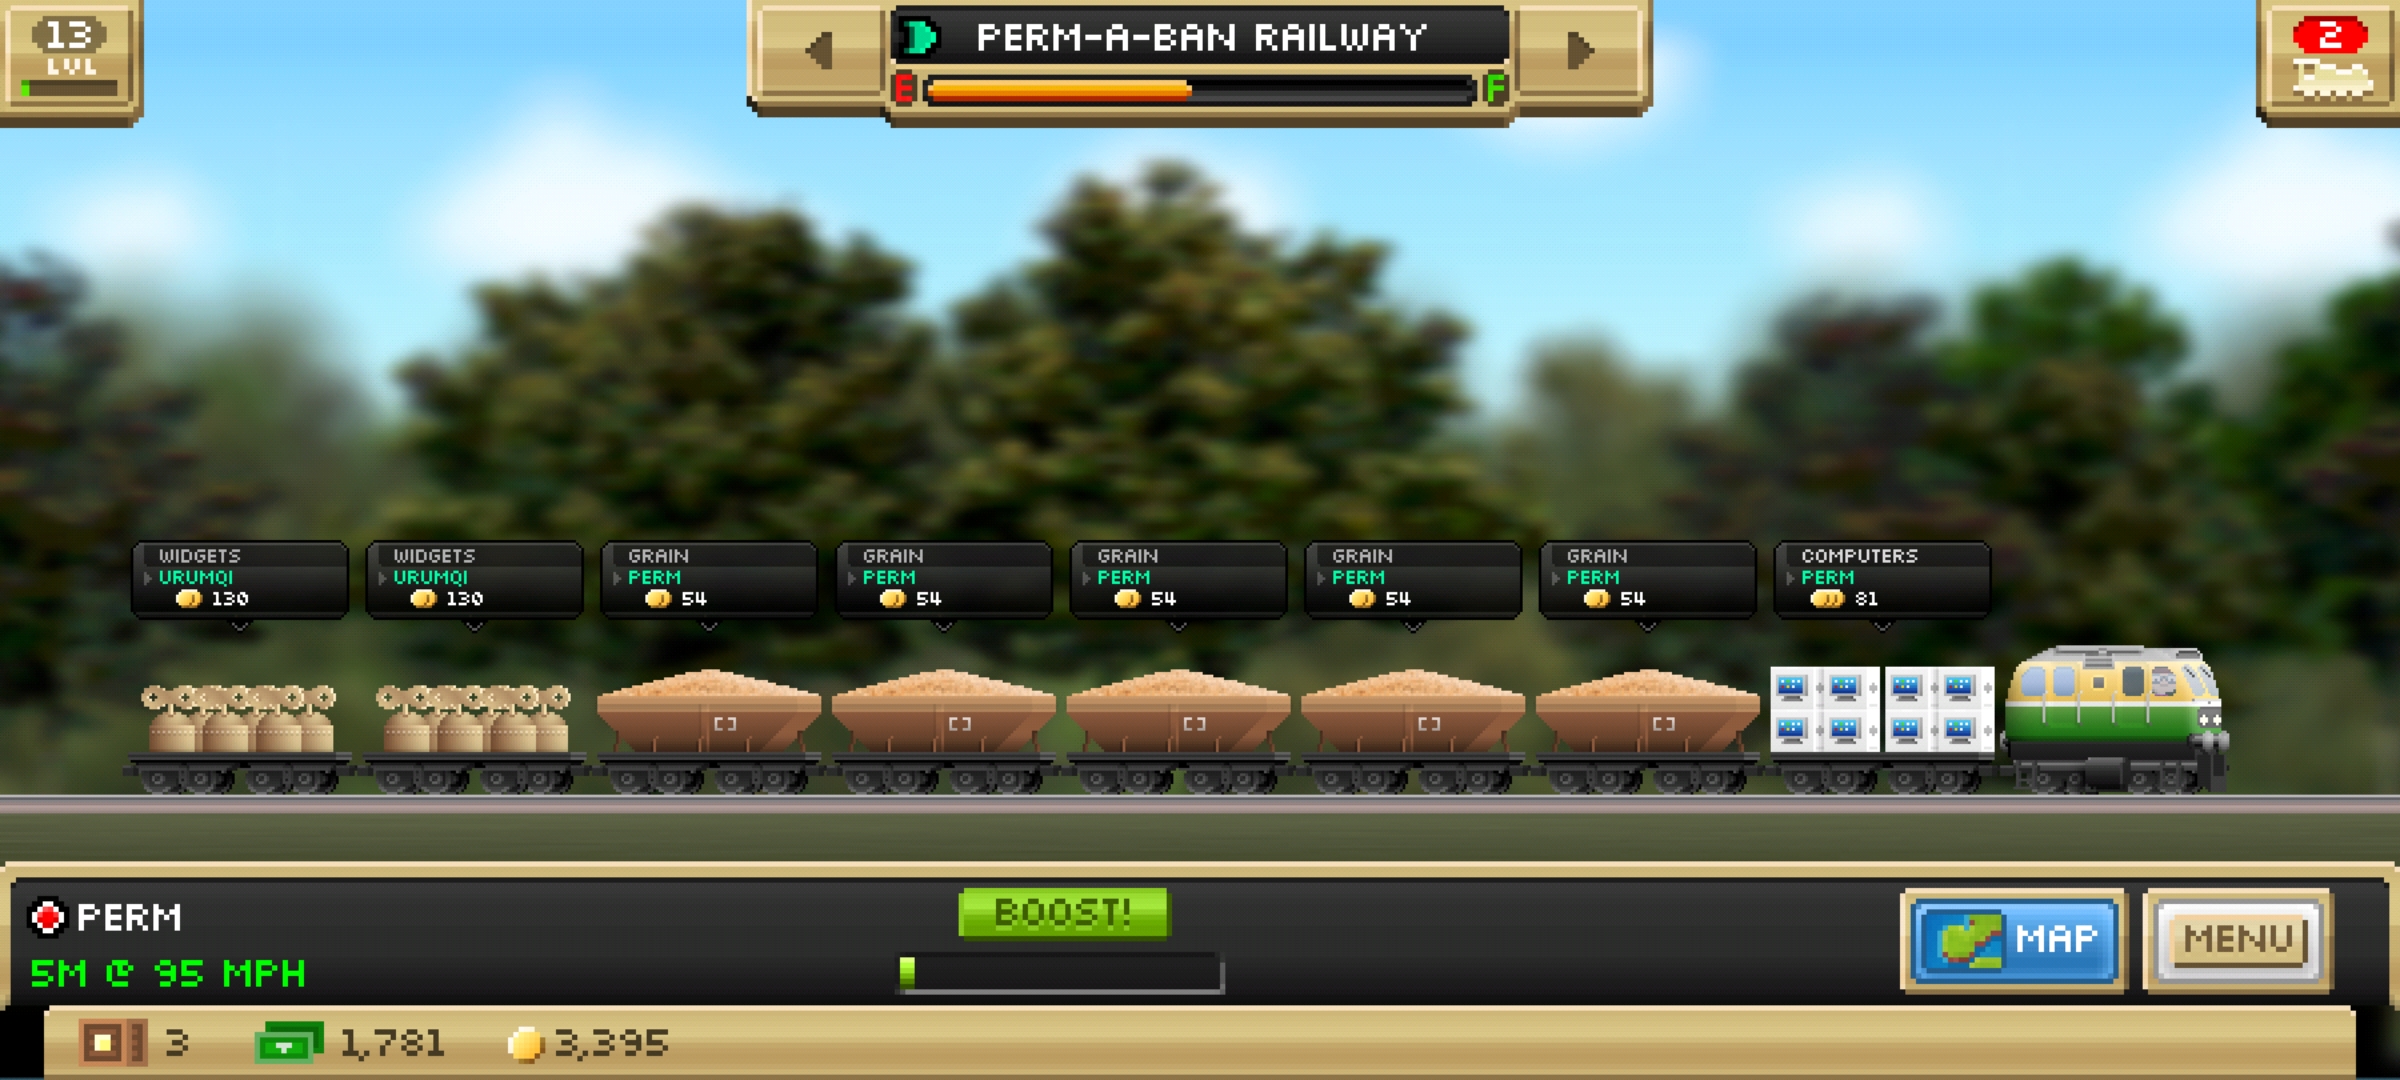 13
LVL
PERM-A-BAN RAILWAY
E F
2
WIDGETS
URUMQI
130
WIDGETS
URUMQI
130
GRAIN
PERM
54
GRAIN
PERM
54
GRAIN
PERM
54
GRAIN
PERM
54
GRAIN
PERM
54
COMPUTERS
PERM
81
PERM
5M @ 95 MPH
BOOST!
MAP
MENU
3
1,781
3,395